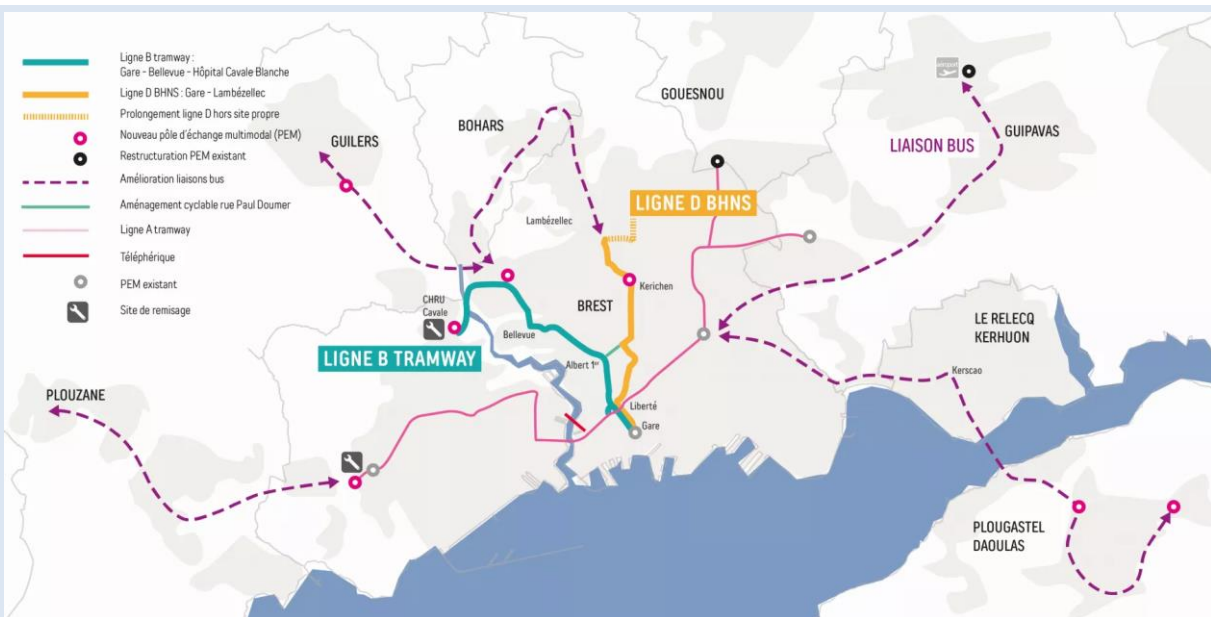 Ligne B tramway :
Gare - Bellevue - Hôpital Cavale Blanche
Ligne D BHNS : Gare - Lambézellec
Prolongement ligne D hors site propre
Nouveau pôle d'échange multimodal (PEM)
Restructuration PEM existant
Amélioration liaisons bus
Aménagement cyclable rue Paul Doumer
Ligne A tramway
Téléphérique
PEM existant
Site de remisage
GUILERS
BOHARS
GOUESNOU
GUIPAVAS
LIAISON BUS
LIGNE D BHNS
Lambézellec
Kerichen
BREST
CHRU
Cavale
Bellevue
LIGNE B TRAMWAY
Albert 1er
Liberté
Gare
LE RELECQ
KERHUON
Kerscao
PLOUZANE
PLOUGASTEL
DAOULAS